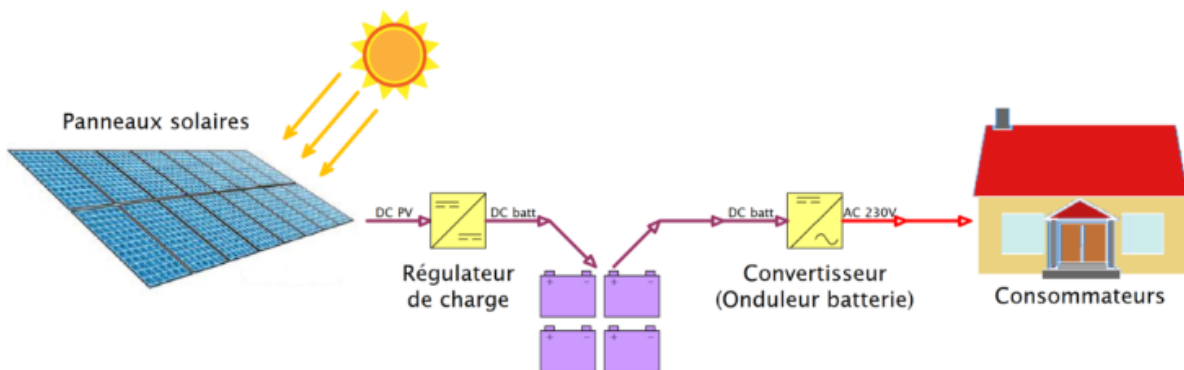 Panneaux solaires
DC PV
DC batt
DC batt
AC 230V
Régulateur
de charge
Convertisseur
(Onduleur batterie)
Consommateurs
+ -
+ -
+ -
+ -